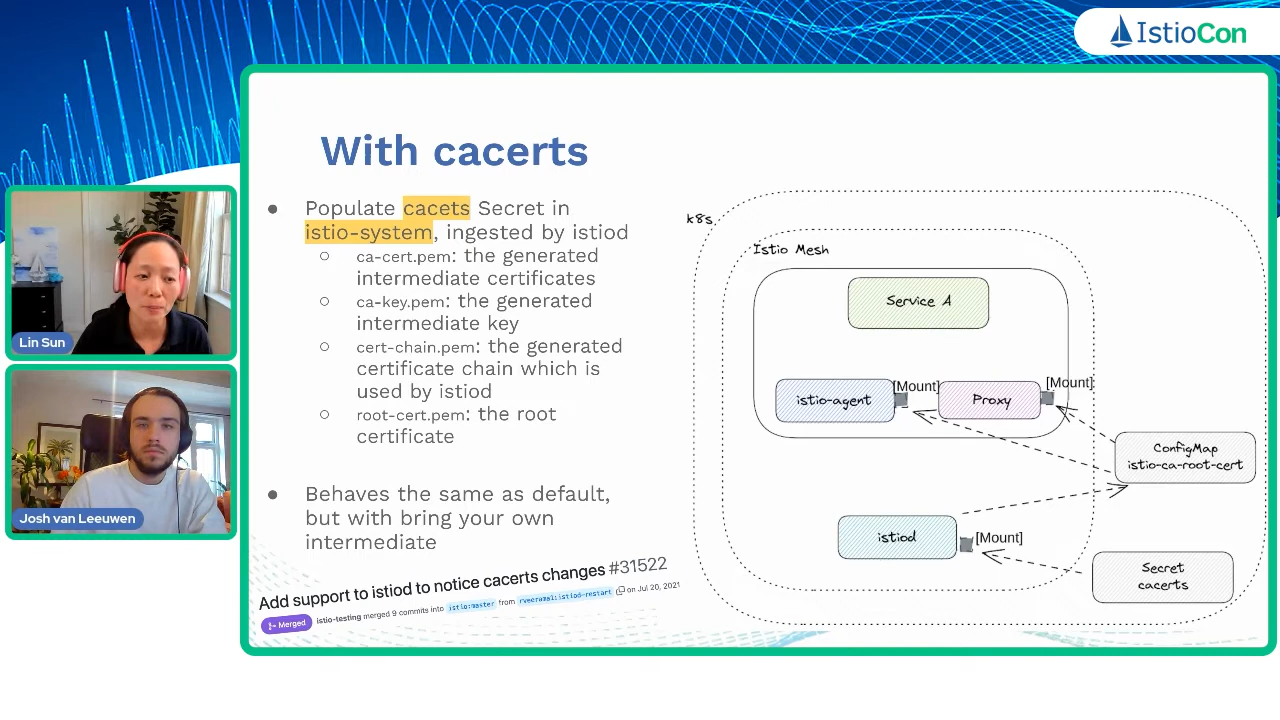 IstioCon
With cacerts
Populate cacets Secret in
istio-system, ingested by istiod
ca-cert.pem: the generated
intermediate certificates
ca-key.pem: the generated
intermediate key
cert-chain.pem: the generated
certificate chain which is
used by istiod
root-cert.pem: the root
certificate
Behaves the same as default,
but with bring your own
intermediate
Add support to istiod to notice cacerts changes #31522
Merged istio-testing merged 9 commits into istio:master from rveerama1:istiod-restart on Jul 20, 2021
k8s
Istio Mesh
Service A
istio-agent
[Mount]
Proxy
[Mount]
ConfigMap
istio-ca-root-cert
istiod
[Mount]
Secret
cacerts
Lin Sun
Josh van Leeuwen